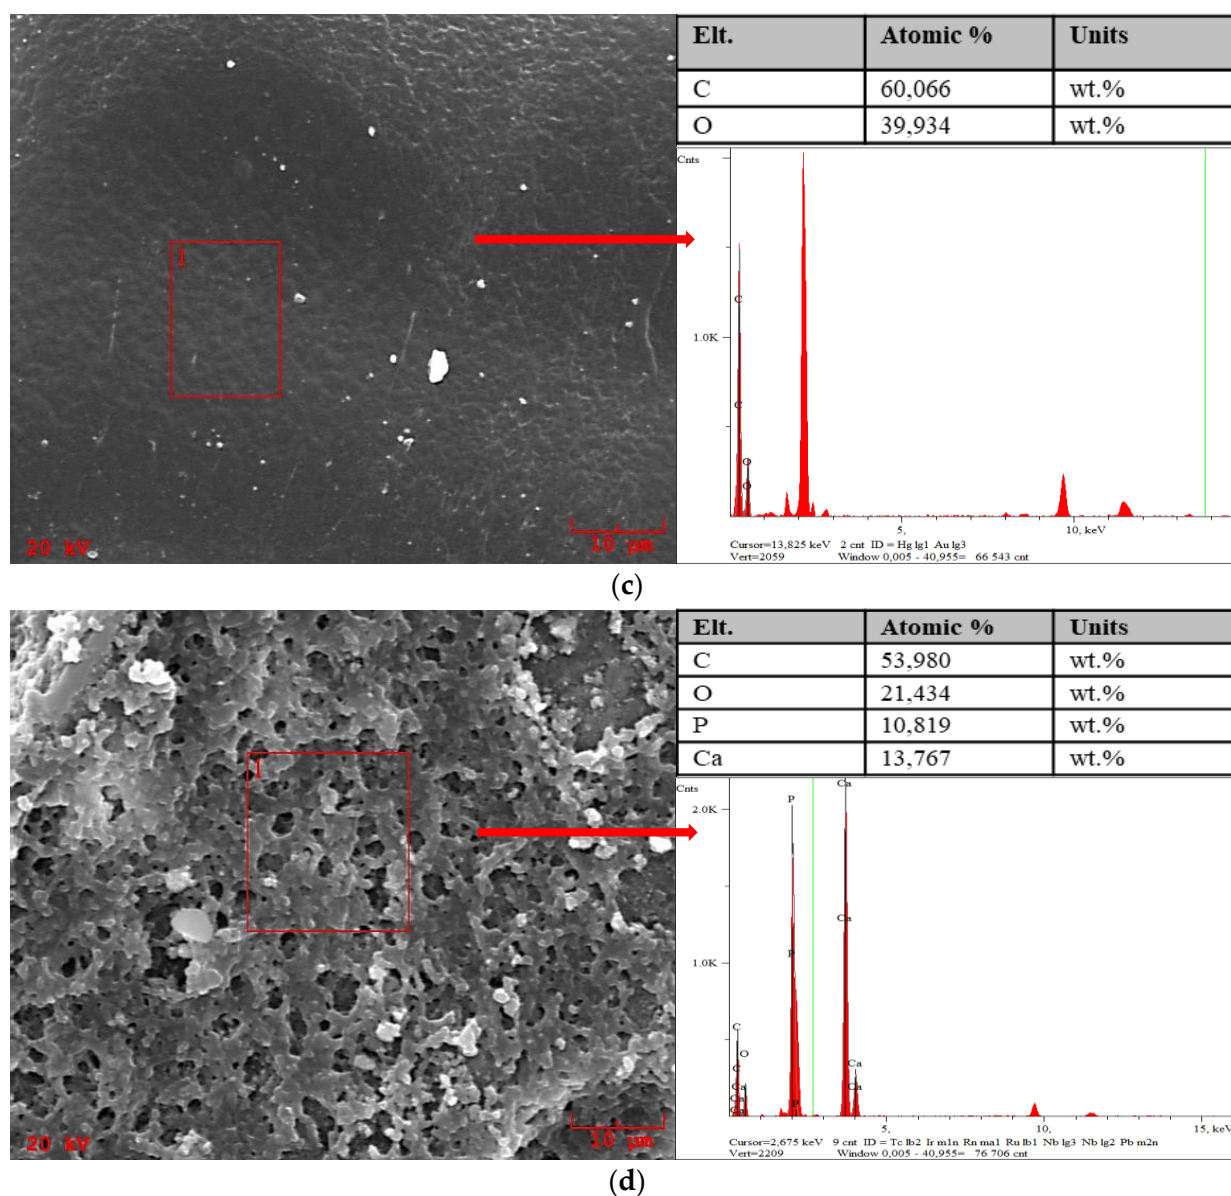 1
20 kV
10 µm
Elt. Atomic % Units
C 60,066 wt.%
O 39,934 wt.%
Cnts
1.0K
C
C
O
O
5, 10, keV
Cursor=13,825 keV 2 cnt ID = Hg lg1 Au lg3
Vert=2059 Window 0,005 - 40,955= 66 543 cnt
(c)
1
20 kV
10 µm
Elt. Atomic % Units
C 53,980 wt.%
O 21,434 wt.%
P 10,819 wt.%
Ca 13,767 wt.%
Cnts
Ca
P
2.0K
Ca
P
1.0K
C
O
C
Ca
Ca
Ca
Ca
Ca
P
5, 10, 15, keV
Cursor=2,675 keV 9 cnt ID = Tc lb2 Ir m1n Rn ma1 Ru lb1 Nb lg3 Nb lg2 Pb m2n
Vert=2209 Window 0,005 - 40,955= 76 706 cnt
(d)